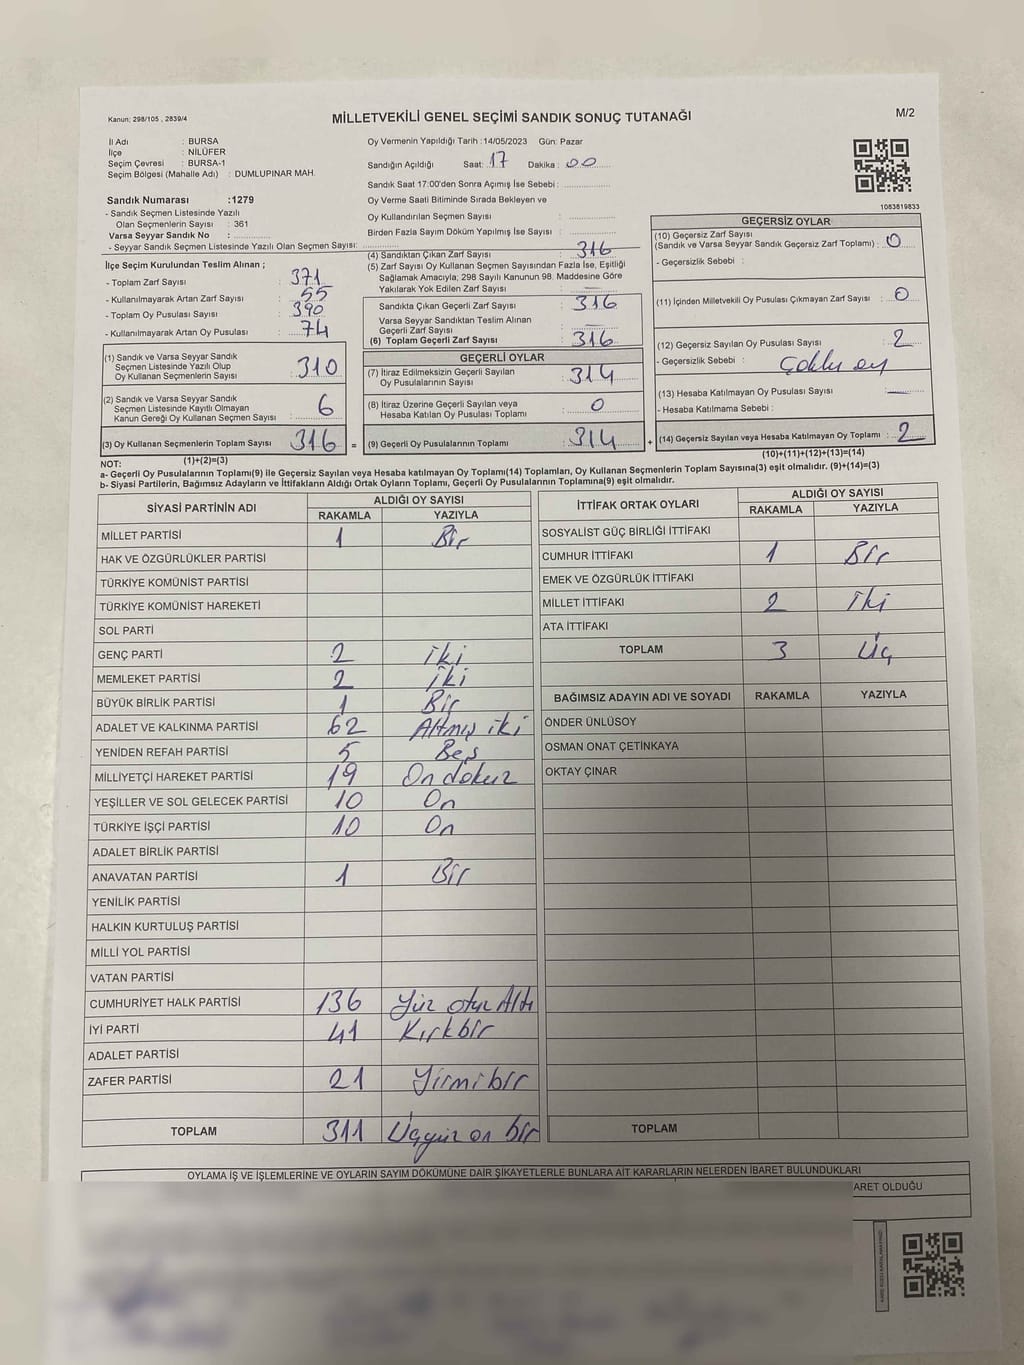 Kanun: 298/105 , 2839/4
MİLLETVEKİLİ GENEL SEÇİMİ SANDIK SONUÇ TUTANAĞI
M/2
İl Adı : BURSA
İlçe : NİLÜFER
Seçim Çevresi : BURSA-1
Seçim Bölgesi (Mahalle Adı) : DUMLUPINAR MAH.
Oy Vermenin Yapıldığı Tarih :14/05/2023 Gün: Pazar
Sandığın Açıldığı Saat: 17 Dakika : 00
Sandık Saat 17:00'den Sonra Açımış İse Sebebi :
Oy Verme Saati Bitiminde Sırada Bekleyen ve
Oy Kullandırılan Seçmen Sayısı :
Birden Fazla Sayım Döküm Yapılmış İse Sayısı :
1083819833
Sandık Numarası :1279
- Sandık Seçmen Listesinde Yazılı
Olan Seçmenlerin Sayısı : 361
Varsa Seyyar Sandık No :
- Seyyar Sandık Seçmen Listesinde Yazılı Olan Seçmen Sayısı:
İlçe Seçim Kurulundan Teslim Alınan ;
- Toplam Zarf Sayısı : 371
- Kullanılmayarak Artan Zarf Sayısı : 55
- Toplam Oy Pusulası Sayısı : 390
- Kullanılmayarak Artan Oy Pusulası : 74
(1) Sandık ve Varsa Seyyar Sandık
Seçmen Listesinde Yazılı Olup
Oy Kullanan Seçmenlerin Sayısı : 310
(2) Sandık ve Varsa Seyyar Sandık
Seçmen Listesinde Kayıtlı Olmayan
Kanun Gereği Oy Kullanan Seçmen Sayısı : 6
(3) Oy Kullanan Seçmenlerin Toplam Sayısı 316 =
(4) Sandıktan Çıkan Zarf Sayısı : 316
(5) Zarf Sayısı Oy Kullanan Seçmen Sayısından Fazla İse, Eşitliği
Sağlamak Amacıyla; 298 Sayılı Kanunun 98. Maddesine Göre
Yakılarak Yok Edilen Zarf Sayısı : —
Sandıkta Çıkan Geçerli Zarf Sayısı : 316
Varsa Seyyar Sandıktan Teslim Alınan
Geçerli Zarf Sayısı : —
(6) Toplam Geçerli Zarf Sayısı : 316
GEÇERLİ OYLAR
(7) İtiraz Edilmeksizin Geçerli Sayılan
Oy Pusulalarının Sayısı : 314
(8) İtiraz Üzerine Geçerli Sayılan veya
Hesaba Katılan Oy Pusulası Toplamı : 0
(9) Geçerli Oy Pusulalarının Toplamı : 314 +
GEÇERSİZ OYLAR
(10) Geçersiz Zarf Sayısı
(Sandık ve Varsa Seyyar Sandık Geçersiz Zarf Toplamı) : 0
- Geçersizlik Sebebi :
(11) İçinden Milletvekili Oy Pusulası Çıkmayan Zarf Sayısı : 0
(12) Geçersiz Sayılan Oy Pusulası Sayısı : 2
- Geçersizlik Sebebi : Çoklu oy
(13) Hesaba Katılmayan Oy Pusulası Sayısı : —
- Hesaba Katılmama Sebebi :
(14) Geçersiz Sayılan veya Hesaba Katılmayan Oy Toplamı : 2
NOT: (1)+(2)=(3)
(10)+(11)+(12)+(13)=(14)
a- Geçerli Oy Pusulalarının Toplamı(9) ile Geçersiz Sayılan veya Hesaba katılmayan Oy Toplamı(14) Toplamları, Oy Kullanan Seçmenlerin Toplam Sayısına(3) eşit olmalıdır. (9)+(14)=(3)
b- Siyasi Partilerin, Bağımsız Adayların ve İttifakların Aldığı Ortak Oyların Toplamı, Geçerli Oy Pusulalarının Toplamına(9) eşit olmalıdır.
SİYASİ PARTİNİN ADI ALDIĞI OY SAYISI
RAKAMLA YAZIYLA
MİLLET PARTİSİ 1 Bir
HAK VE ÖZGÜRLÜKLER PARTİSİ
TÜRKİYE KOMÜNİST PARTİSİ
TÜRKİYE KOMÜNİST HAREKETİ
SOL PARTİ
GENÇ PARTİ 2 iki
MEMLEKET PARTİSİ 2 iki
BÜYÜK BİRLİK PARTİSİ 1 Bir
ADALET VE KALKINMA PARTİSİ 62 Altmış iki
YENİDEN REFAH PARTİSİ 5 Beş
MİLLİYETÇİ HAREKET PARTİSİ 19 On dokuz
YEŞİLLER VE SOL GELECEK PARTİSİ 10 On
TÜRKİYE İŞÇİ PARTİSİ 10 On
ADALET BİRLİK PARTİSİ
ANAVATAN PARTİSİ 1 Bir
YENİLİK PARTİSİ
HALKIN KURTULUŞ PARTİSİ
MİLLİ YOL PARTİSİ
VATAN PARTİSİ
CUMHURİYET HALK PARTİSİ 136 Yüz otuz Altı
İYİ PARTİ 41 Kırkbir
ADALET PARTİSİ
ZAFER PARTİSİ 21 Yirmibir
TOPLAM 311 Üçyüz on bir
İTTİFAK ORTAK OYLARI ALDIĞI OY SAYISI
RAKAMLA YAZIYLA
SOSYALİST GÜÇ BİRLİĞİ İTTİFAKI
CUMHUR İTTİFAKI 1 Bir
EMEK VE ÖZGÜRLÜK İTTİFAKI
MİLLET İTTİFAKI 2 İki
ATA İTTİFAKI
TOPLAM 3 Üç
BAĞIMSIZ ADAYIN ADI VE SOYADI RAKAMLA YAZIYLA
ÖNDER ÜNLÜSOY
OSMAN ONAT ÇETİNKAYA
OKTAY ÇINAR
TOPLAM
OYLAMA İŞ VE İŞLEMLERİNE VE OYLARIN SAYIM DÖKÜMÜNE DAİR ŞİKAYETLERLE BUNLARA AİT KARARLARIN NELERDEN İBARET BULUNDUKLARI
ARET OLDUĞU